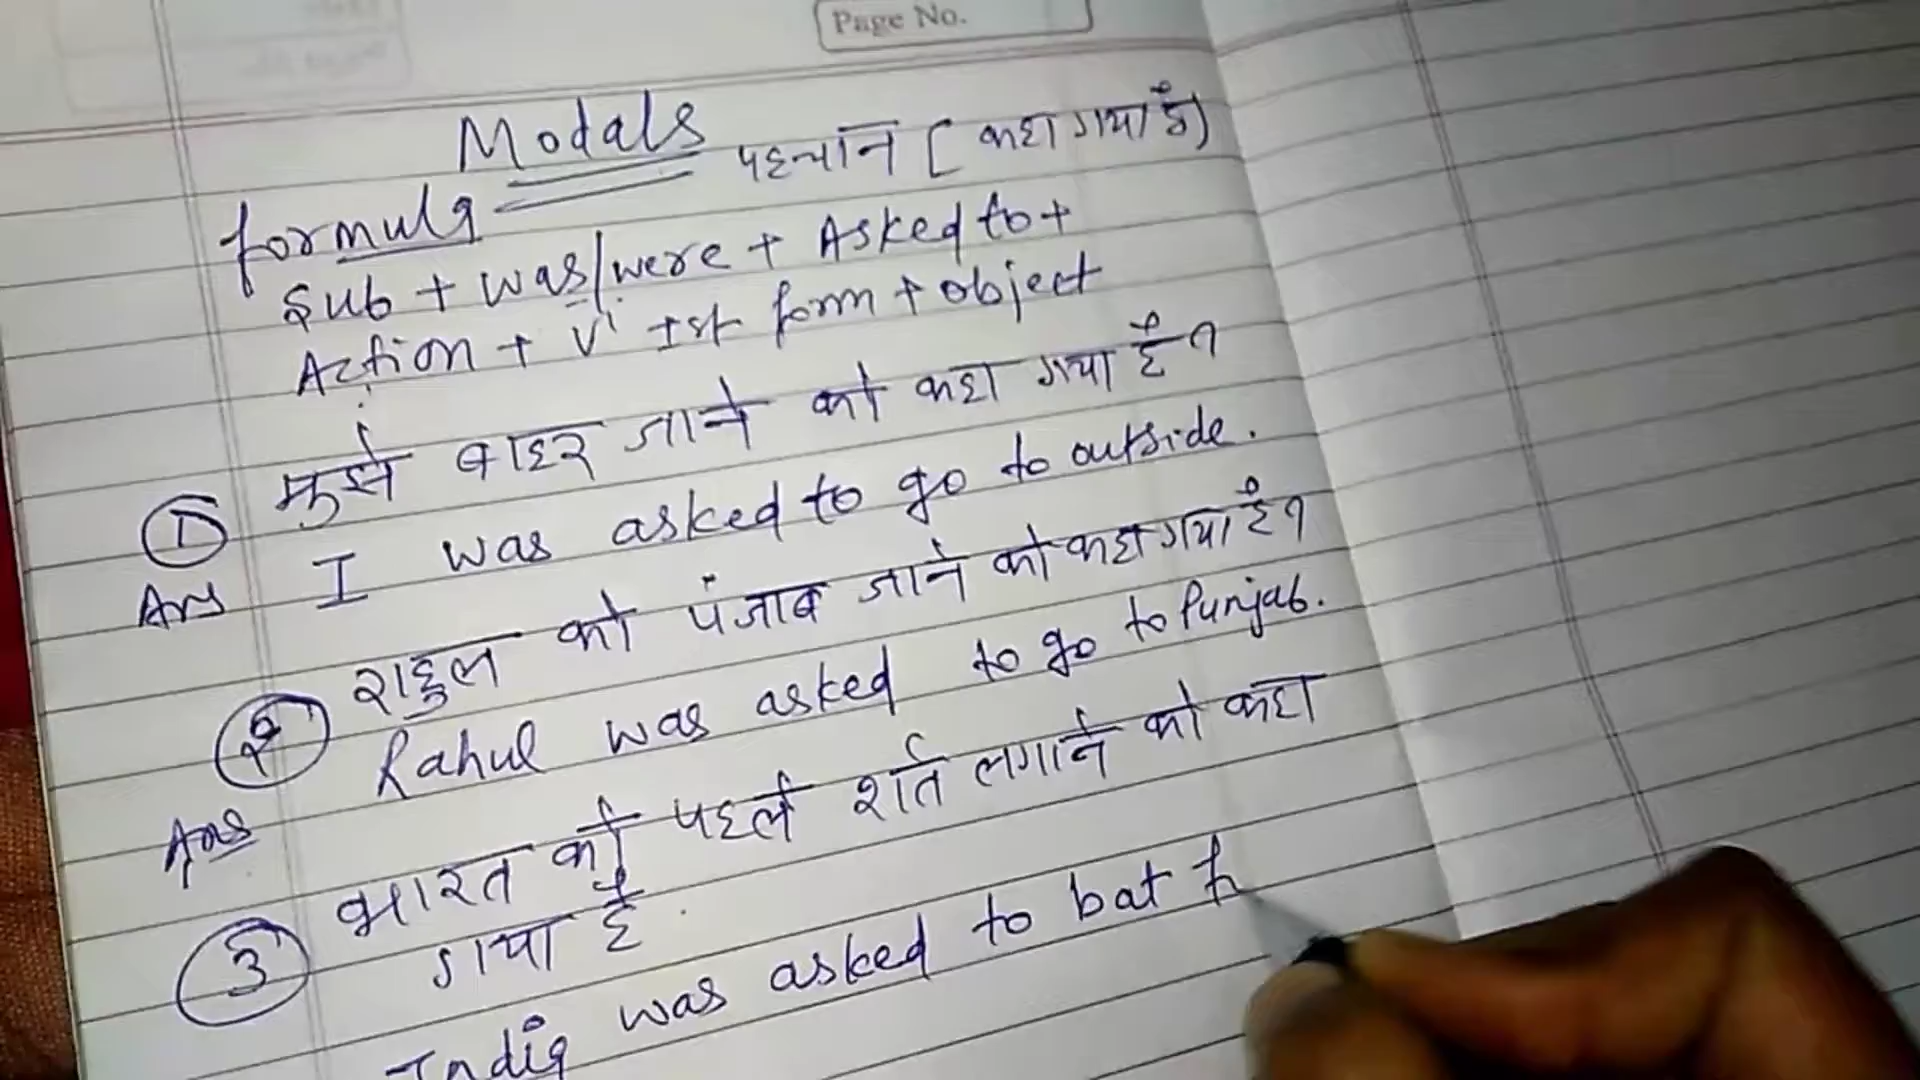 Page No.
Modals पहचान [ कहा गया है)
formula
Sub + was/were + Asked to +
Action + V¹ Ist form + object
① मुझे बाहर जाने को कहा गया है।
Ans I was asked to go to outside.
② राहुल को पंजाब जाने को कहा गया है।
Ans Rahul was asked to go to Punjab.
③ भारत को पहले शर्त लगाने को कहा
गया है.
India was asked to bat